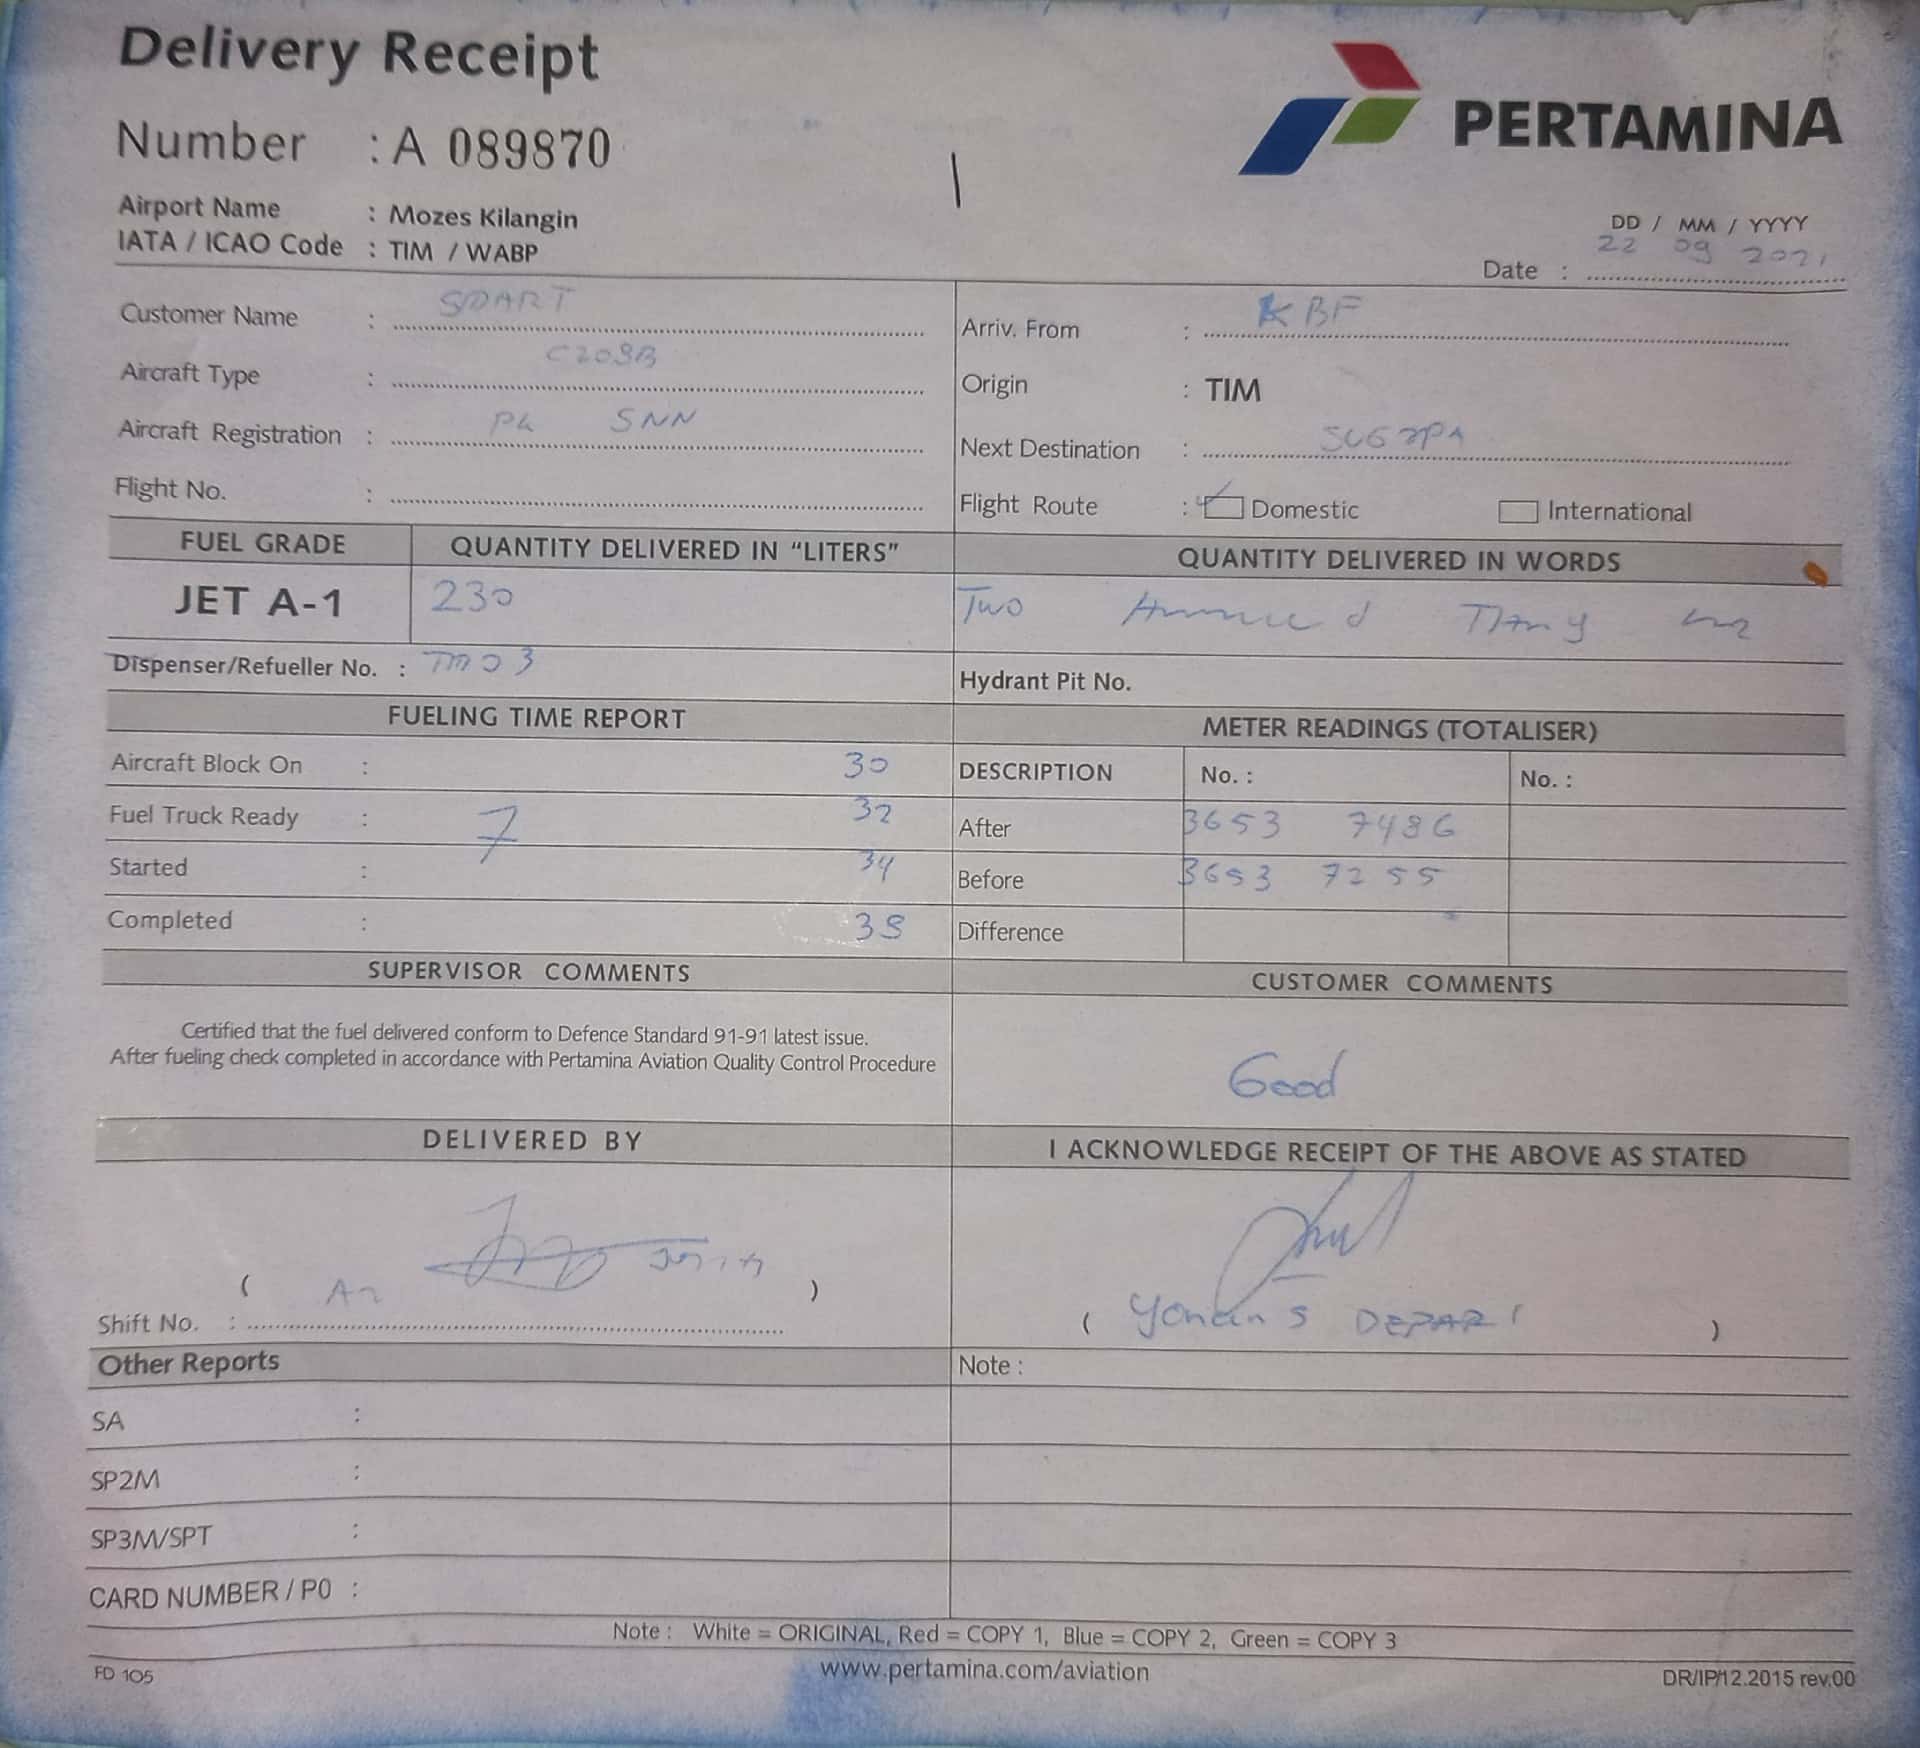 Delivery Receipt
PERTAMINA
Number : A 089870
Airport Name : Mozes Kilangin
IATA / ICAO Code : TIM / WABP
DD / MM / YYYY
Date : 22 09 2021
Customer Name :
Arriv. From : KBF
Aircraft Type : C208B
Origin : TIM
Aircraft Registration : PK SNN
Next Destination :
Flight No. :
Flight Route : Domestic International
FUEL GRADE QUANTITY DELIVERED IN “LITERS” QUANTITY DELIVERED IN WORDS
JET A-1 230 Two
Dispenser/Refueller No. :
Hydrant Pit No.
FUELING TIME REPORT METER READINGS (TOTALISER)
Aircraft Block On : 30 DESCRIPTION No. : No. :
Fuel Truck Ready : 7 32 After 3653 7486
Started : 34 Before 3653 7255
Completed : 38 Difference
SUPERVISOR COMMENTS CUSTOMER COMMENTS
Certified that the fuel delivered conform to Defence Standard 91-91 latest issue.
After fueling check completed in accordance with Pertamina Aviation Quality Control Procedure
Good
DELIVERED BY I ACKNOWLEDGE RECEIPT OF THE ABOVE AS STATED
( )
Shift No. :
( )
Other Reports Note :
SA :
SP2M :
SP3M/SPT :
CARD NUMBER / PO :
Note : White = ORIGINAL, Red = COPY 1, Blue = COPY 2, Green = COPY 3
FD 105 www.pertamina.com/aviation DR/IP/12.2015 rev.00